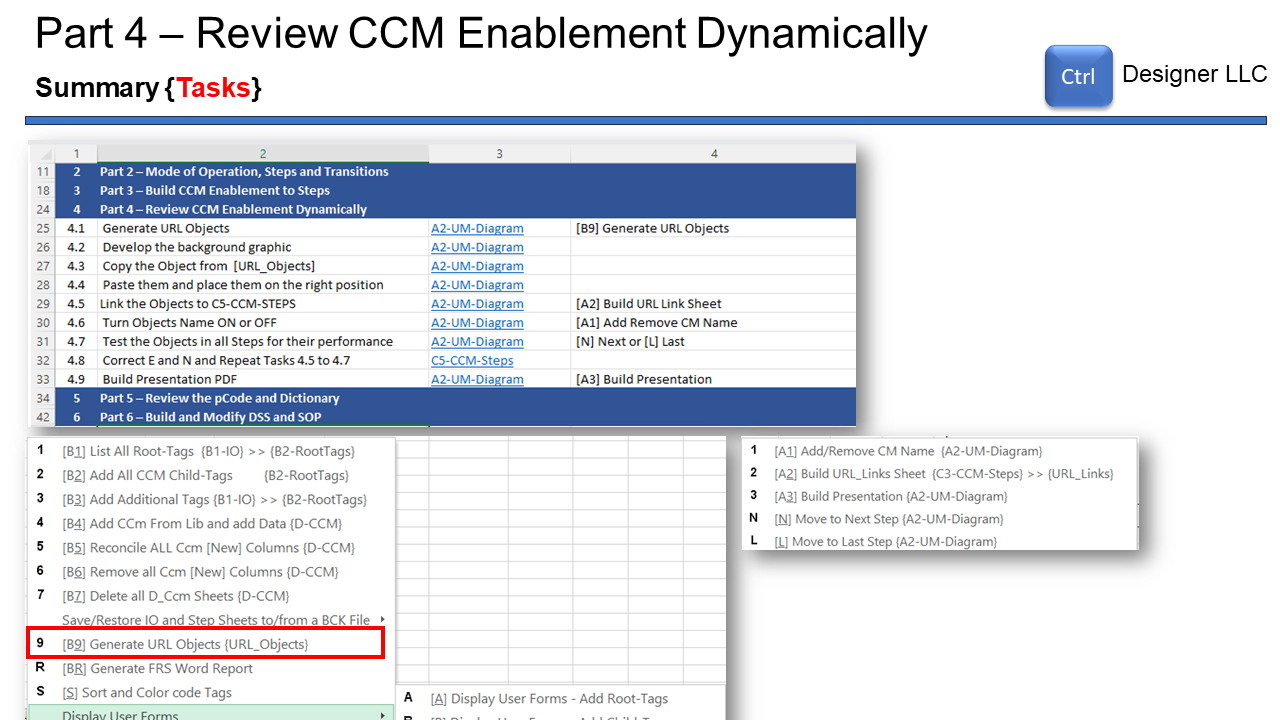 Part 4 – Review CCM Enablement Dynamically
Summary {Tasks}
Ctrl
Designer LLC
1 2 3 4
11 2 Part 2 – Mode of Operation, Steps and Transitions
18 3 Part 3 – Build CCM Enablement to Steps
24 4 Part 4 – Review CCM Enablement Dynamically
25 4.1 Generate URL Objects A2-UM-Diagram [B9] Generate URL Objects
26 4.2 Develop the background graphic A2-UM-Diagram
27 4.3 Copy the Object from [URL_Objects] A2-UM-Diagram
28 4.4 Paste them and place them on the right position A2-UM-Diagram
29 4.5 Link the Objects to C5-CCM-STEPS A2-UM-Diagram [A2] Build URL Link Sheet
30 4.6 Turn Objects Name ON or OFF A2-UM-Diagram [A1] Add Remove CM Name
31 4.7 Test the Objects in all Steps for their performance A2-UM-Diagram [N] Next or [L] Last
32 4.8 Correct E and N and Repeat Tasks 4.5 to 4.7 C5-CCM-Steps
33 4.9 Build Presentation PDF A2-UM-Diagram [A3] Build Presentation
34 5 Part 5 – Review the pCode and Dictionary
42 6 Part 6 – Build and Modify DSS and SOP
1 [B1] List All Root-Tags {B1-IO} >> {B2-RootTags}
2 [B2] Add All CCM Child-Tags {B2-RootTags}
3 [B3] Add Additional Tags {B1-IO} >> {B2-RootTags}
4 [B4] Add CCm From Lib and add Data {D-CCM}
5 [B5] Reconcile ALL Ccm [New] Columns {D-CCM}
6 [B6] Remove all Ccm [New] Columns {D-CCM}
7 [B7] Delete all D_Ccm Sheets {D-CCM}
Save/Restore IO and Step Sheets to/from a BCK File
9 [B9] Generate URL Objects {URL_Objects}
R [BR] Generate FRS Word Report
S [S] Sort and Color code Tags
Display User Forms
A [A] Display User Forms - Add Root-Tags
1 [A1] Add/Remove CM Name {A2-UM-Diagram}
2 [A2] Build URL_Links Sheet {C3-CCM-Steps} >> {URL_Links}
3 [A3] Build Presentation {A2-UM-Diagram}
N [N] Move to Next Step {A2-UM-Diagram}
L [L] Move to Last Step {A2-UM-Diagram}